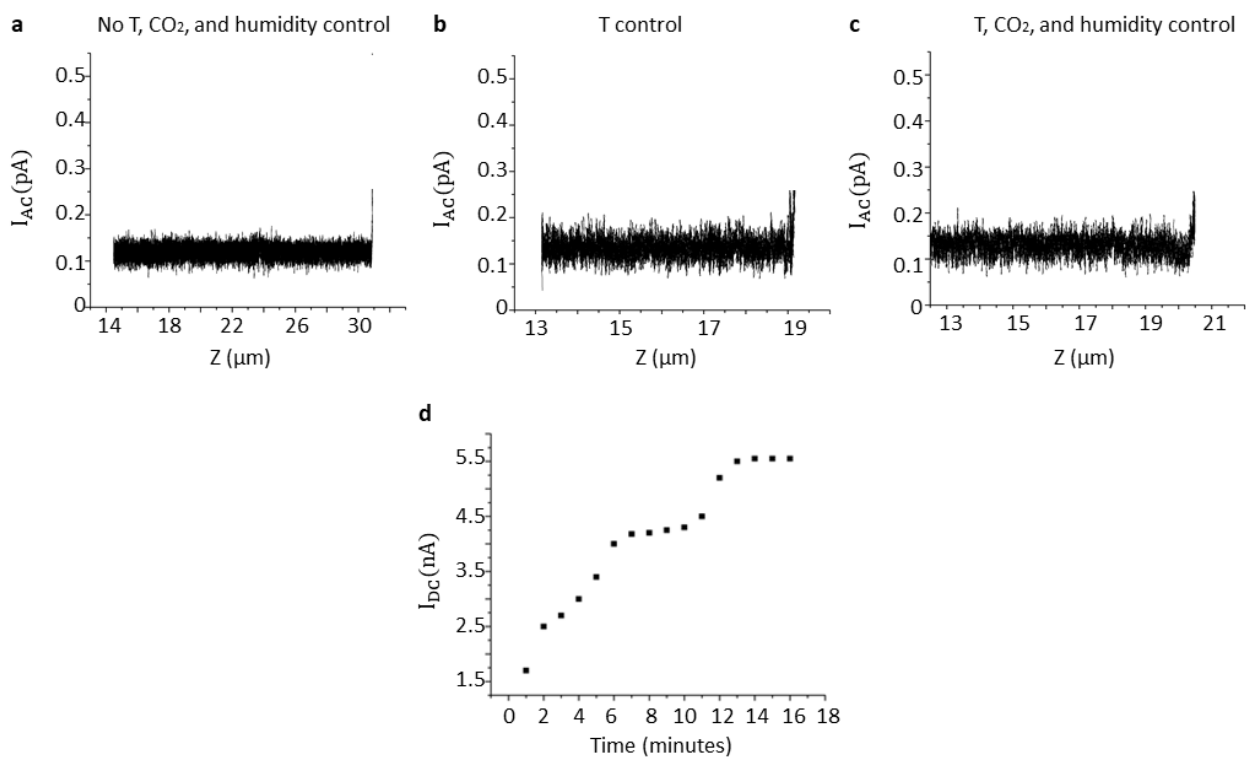 a No T, CO₂, and humidity control
b T control
c T, CO₂, and humidity control
I_AC (pA)
0.5
0.4
0.3
0.2
0.1
0
14 18 22 26 30
Z (μm)
I_AC (pA)
0.5
0.4
0.3
0.2
0.1
0
13 15 17 19
Z (μm)
I_AC (pA)
0.5
0.4
0.3
0.2
0.1
0
13 15 17 19 21
Z (μm)
d
I_DC (nA)
5.5
4.5
3.5
2.5
1.5
0 2 4 6 8 10 12 14 16 18
Time (minutes)